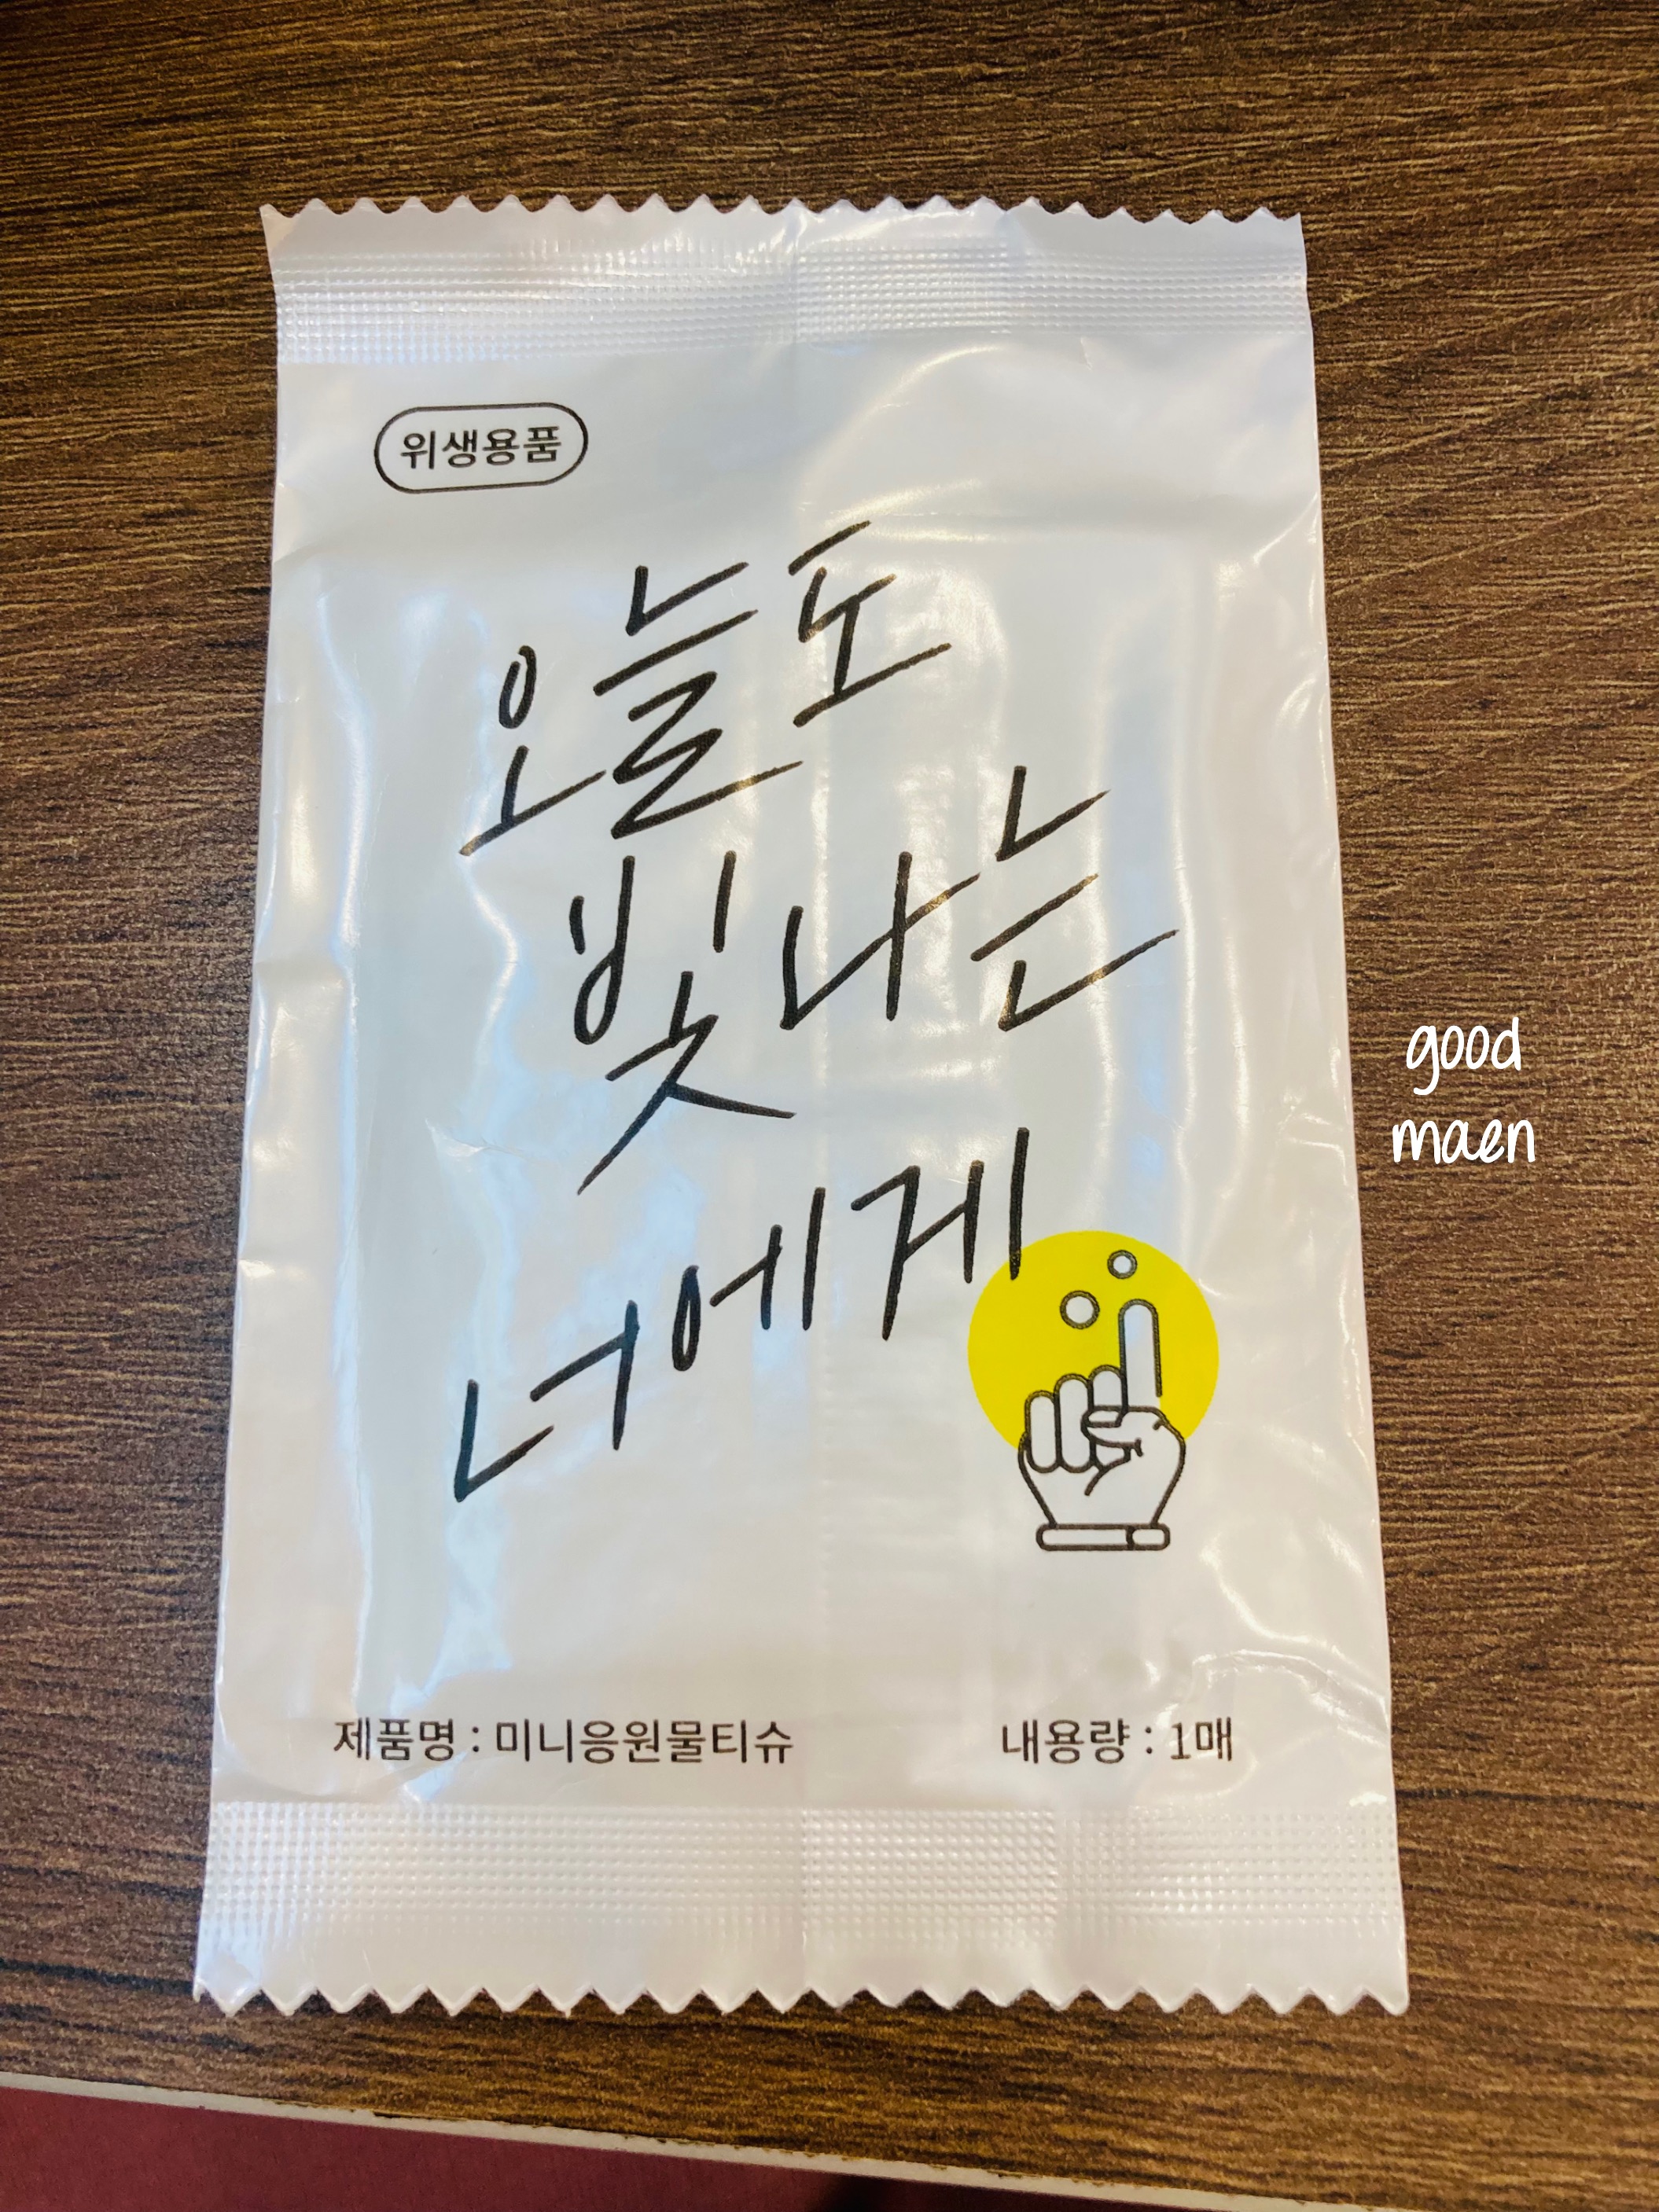 위생용품
오늘도
빛나는
너에게
good
maen
제품명 : 미니응원물티슈
내용량 : 1매